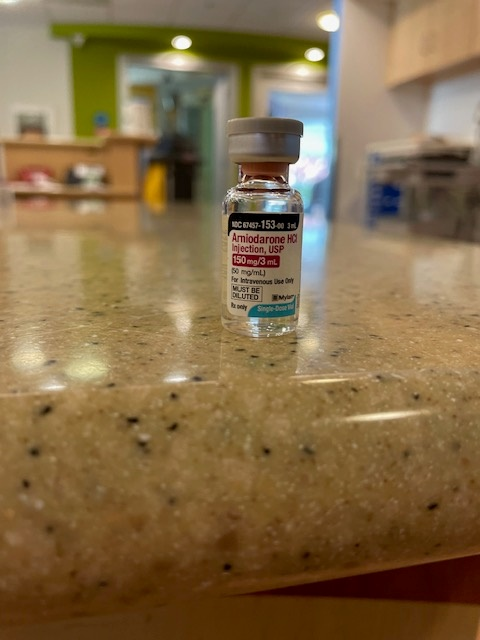 NDC 67457-153-00 3 mL
Amiodarone HCl
Injection, USP
150 mg/3 mL
(50 mg/mL)
For Intravenous Use Only
MUST BE
DILUTED
Mylan
Rx only
Single-Dose Vial